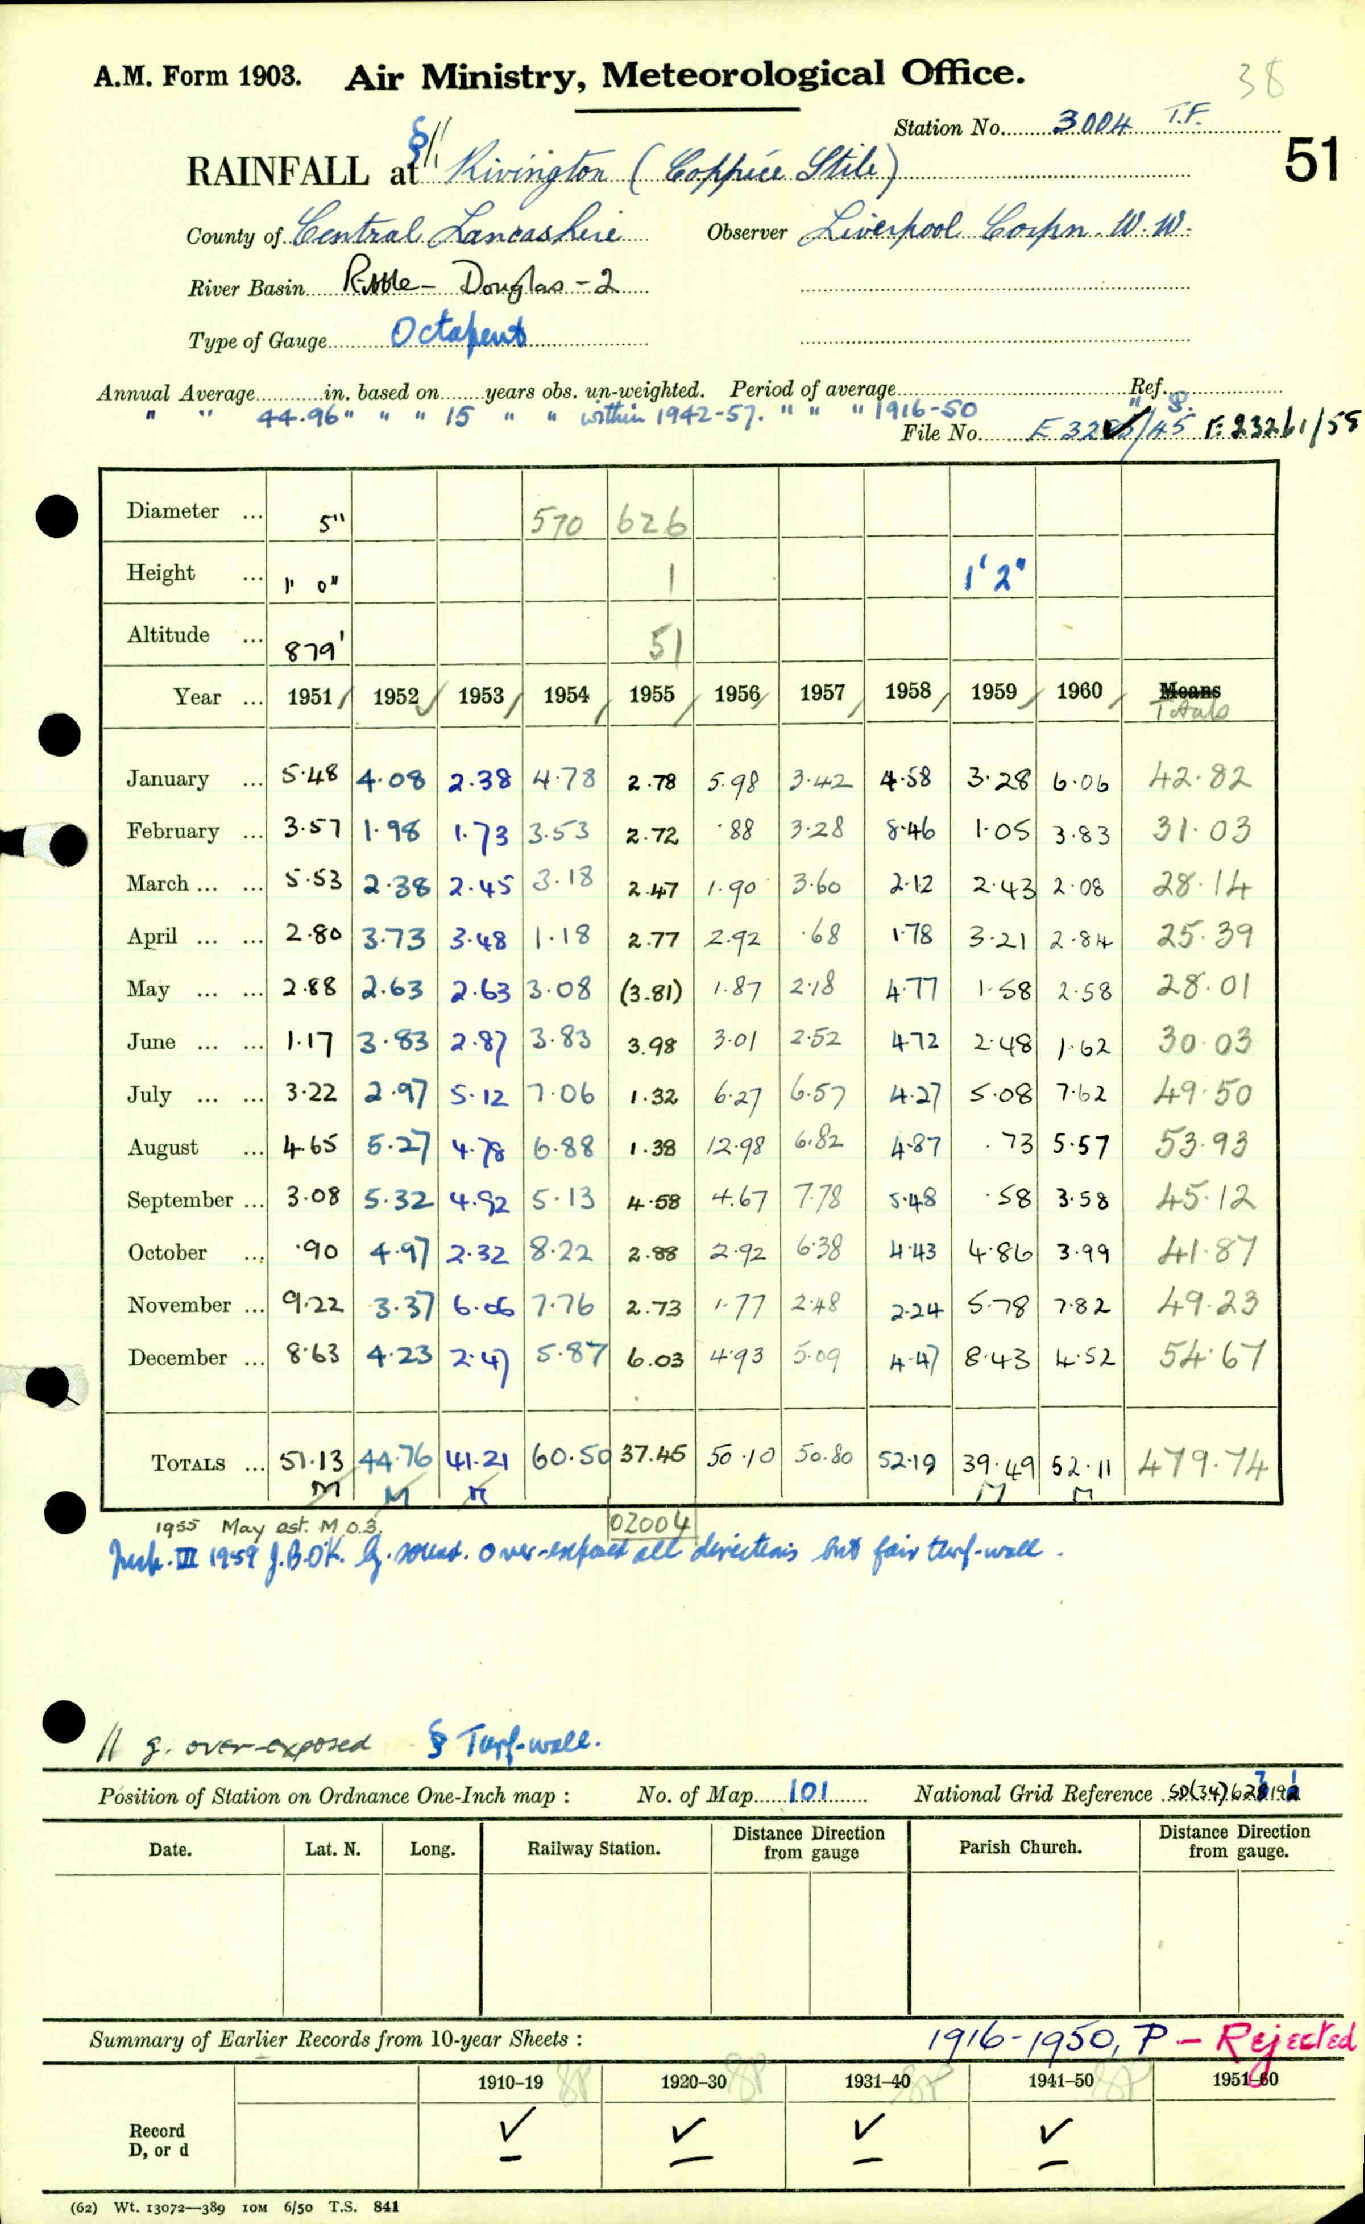 38
A.M. Form 1903. Air Ministry, Meteorological Office.
Station No. 3004 T.F.
51
RAINFALL at §// Rivington (Coppice Stile)
County of Central Lancashire Observer Liverpool Corpn. W.W.
River Basin Ribble - Douglas - 2
Type of Gauge Octapent
Annual Average in. based on years obs. un-weighted. Period of average Ref.
" " 44.96" " " 15 " " within 1942-57. " " " 1916-50 " 8.
File No. E 3285/45 F.23261/58
Diameter ... 5" 570 626
Height ... 1' 0" 1 1'2"
Altitude ... 879' 51
Year ... 1951 1952 1953 1954 1955 1956 1957 1958 1959 1960 Means Totals
January ... 5.48 4.08 2.38 4.78 2.78 5.98 3.42 4.58 3.28 6.06 42.82
February ... 3.57 1.98 1.73 3.53 2.72 .88 3.28 8.46 1.05 3.83 31.03
March ... ... 5.53 2.38 2.45 3.18 2.47 1.90 3.60 2.12 2.43 2.08 28.14
April ... ... 2.80 3.73 3.48 1.18 2.77 2.92 .68 1.78 3.21 2.84 25.39
May ... ... 2.88 2.63 2.63 3.08 (3.81) 1.87 2.18 4.77 1.58 2.58 28.01
June ... ... 1.17 3.83 2.87 3.83 3.98 3.01 2.52 4.72 2.48 1.62 30.03
July ... ... 3.22 2.97 5.12 7.06 1.32 6.27 6.57 4.27 5.08 7.62 49.50
August ... 4.65 5.27 4.78 6.88 1.38 12.98 6.82 4.87 .73 5.57 53.93
September ... 3.08 5.32 4.92 5.13 4.58 4.67 7.78 5.48 .58 3.58 45.12
October ... .90 4.97 2.32 8.22 2.88 2.92 6.38 4.43 4.86 3.99 41.87
November ... 9.22 3.37 6.06 7.76 2.73 1.77 2.48 2.24 5.78 7.82 49.23
December ... 8.63 4.23 2.47 5.87 6.03 4.93 5.09 4.47 8.43 4.52 54.67
TOTALS ... 51.13 44.76 41.21 60.50 37.45 50.10 50.80 52.19 39.49 52.11 479.74
M M M M M
1955 May est. M.O.3. 02004
Insp. III 1959 J.B.O'K. G. sound. Over-exposed all directions but fair turf-wall.
// g. over-exposed § Turf-wall.
Position of Station on Ordnance One-Inch map : No. of Map 101 National Grid Reference SD(34)
Date. Lat. N. Long. Railway Station. Distance Direction from gauge Parish Church. Distance Direction from gauge.
Summary of Earlier Records from 10-year Sheets : 1916-1950, P - Rejected
1910–19 1920–30 1931–40 1941–50 1951–60
Record D, or d ✓ ✓ ✓ ✓
(62) Wt. 13072—389 10M 6/50 T.S. 841